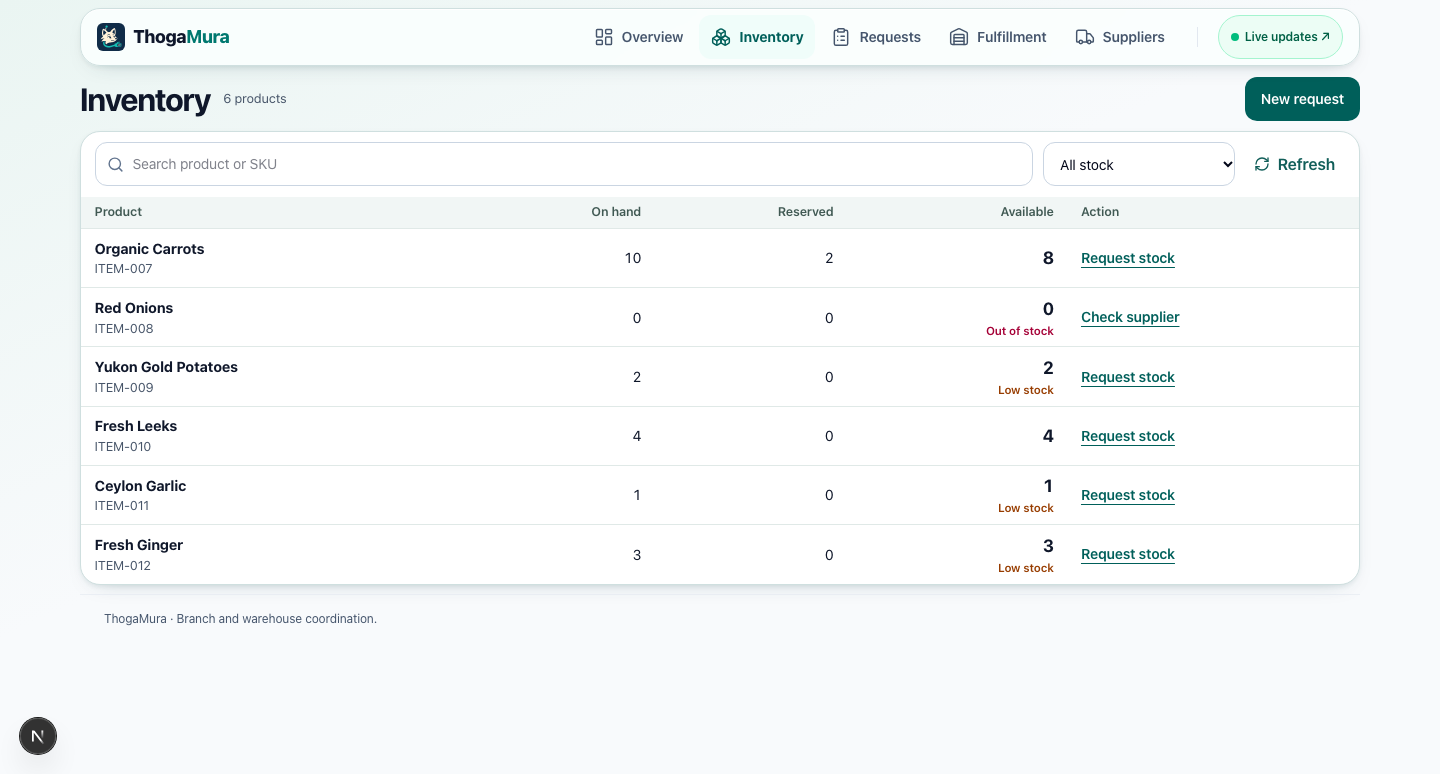 ThogaMura
Overview
Inventory
Requests
Fulfillment
Suppliers
Live updates ↗
Inventory 6 products
New request
Search product or SKU
All stock
Refresh
Product On hand Reserved Available Action
Organic Carrots
ITEM-007
10 2 8 Request stock
Red Onions
ITEM-008
0 0 0 Check supplier
Out of stock
Yukon Gold Potatoes
ITEM-009
2 0 2 Request stock
Low stock
Fresh Leeks
ITEM-010
4 0 4 Request stock
Ceylon Garlic
ITEM-011
1 0 1 Request stock
Low stock
Fresh Ginger
ITEM-012
3 0 3 Request stock
Low stock
ThogaMura · Branch and warehouse coordination.
N